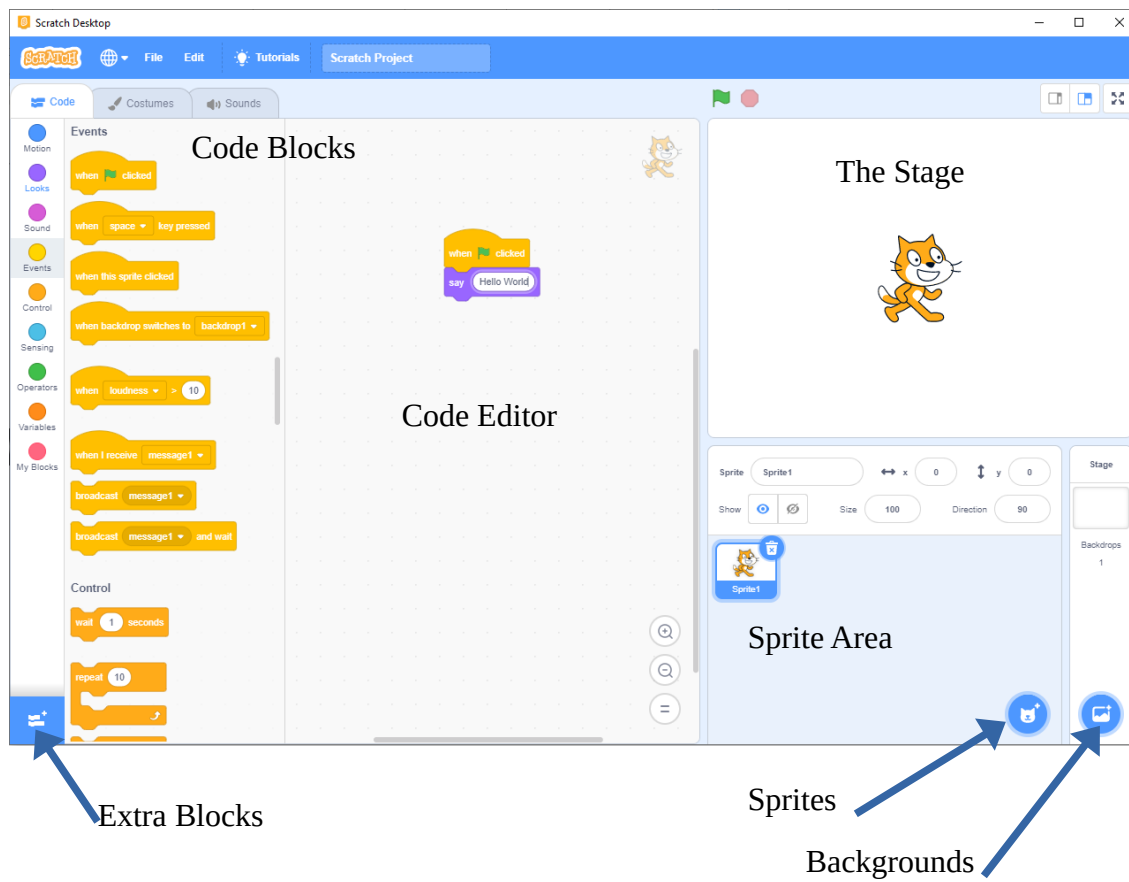 Scratch Desktop
SCRATCH File Edit Tutorials Scratch Project
Code Costumes Sounds
Motion
Looks
Sound
Events
Control
Sensing
Operators
Variables
My Blocks
Events
when clicked
when space key pressed
when this sprite clicked
when backdrop switches to backdrop1
when loudness > 10
when I receive message1
broadcast message1
broadcast message1 and wait
Control
wait 1 seconds
repeat 10
Code Blocks
when clicked
say Hello World
Code Editor
The Stage
Sprite Sprite1 x 0 y 0
Show Size 100 Direction 90
Sprite1
Sprite Area
Stage
Backdrops
1
Extra Blocks
Sprites
Backgrounds